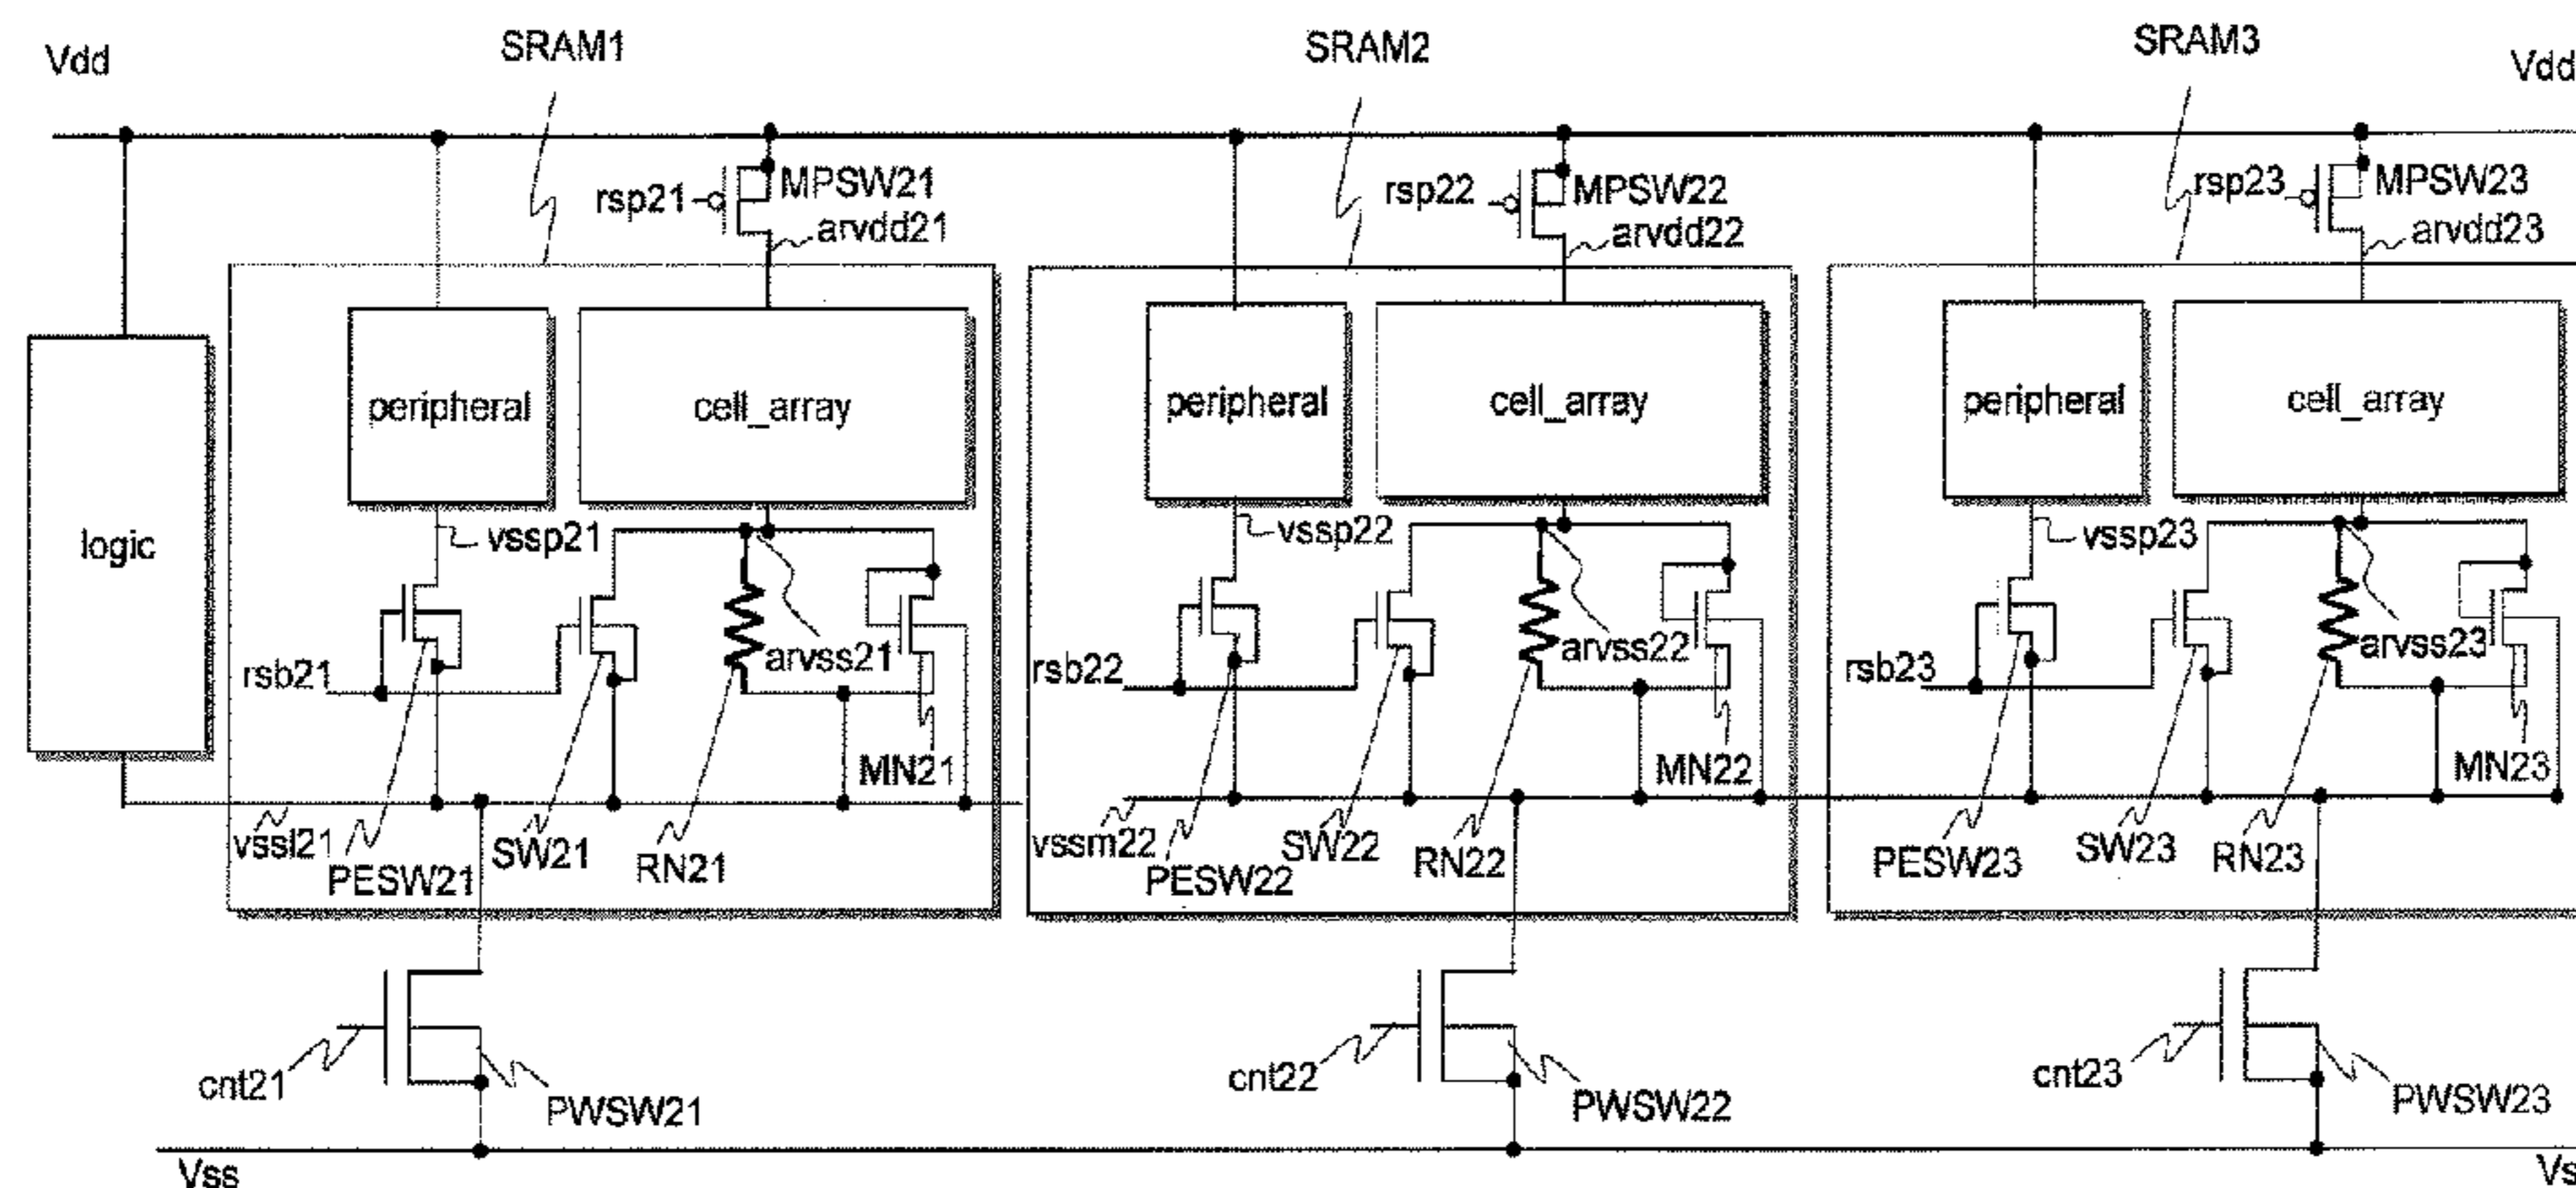 Vdd SRAM1 SRAM2 SRAM3 Vdd
rsp21 MPSW21 rsp22 MPSW22 rsp23 MPSW23
arvdd21 arvdd22 arvdd23
logic peripheral cell_array peripheral cell_array peripheral cell_array
vssp21 vssp22 vssp23
rsb21 arvss21 rsb22 arvss22 rsb23 arvss23
MN21 MN22 MN23
vssl21 PESW21 SW21 RN21 vssm22 PESW22 SW22 RN22 PESW23 SW23 RN23
cnt21 PWSW21 cnt22 PWSW22 cnt23 PWSW23
Vss Vs